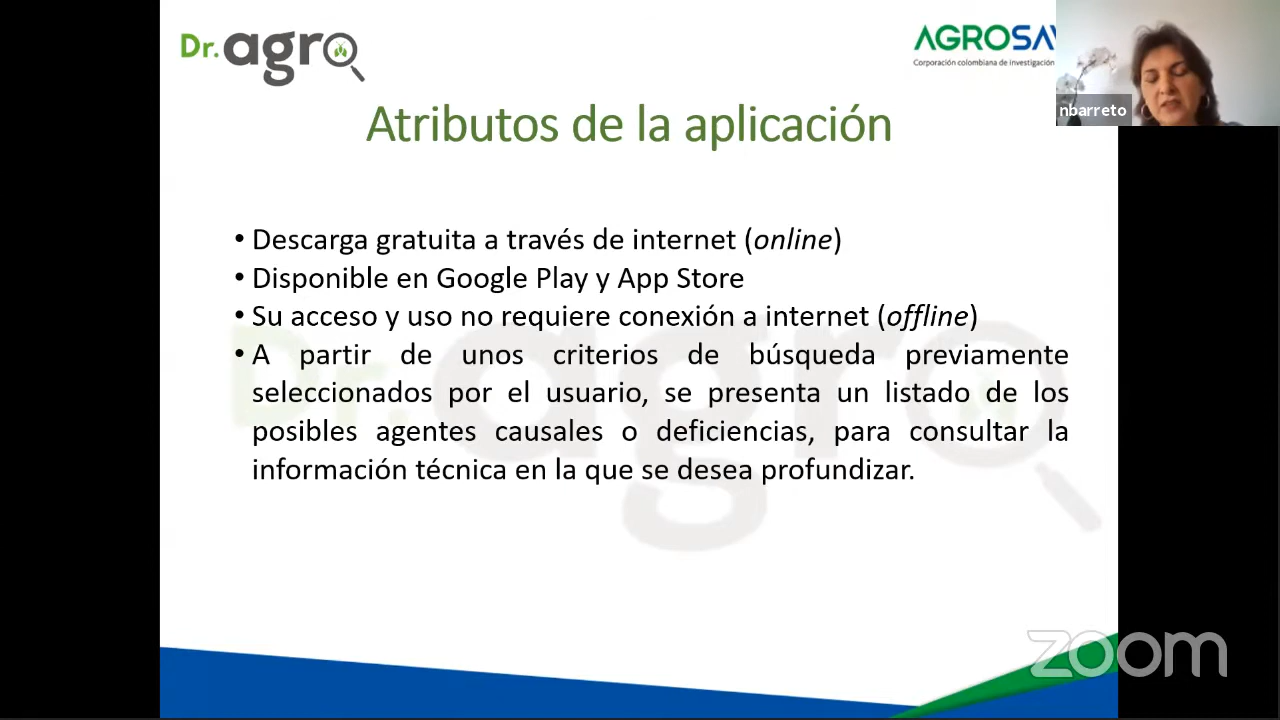 Dr. agro
AGROSAV
Corporación colombiana de investigación
nbarreto
Atributos de la aplicación
• Descarga gratuita a través de internet (online)
• Disponible en Google Play y App Store
• Su acceso y uso no requiere conexión a internet (offline)
• A partir de unos criterios de búsqueda previamente
seleccionados por el usuario, se presenta un listado de los
posibles agentes causales o deficiencias, para consultar la
información técnica en la que se desea profundizar.
Dr. agro
zoom